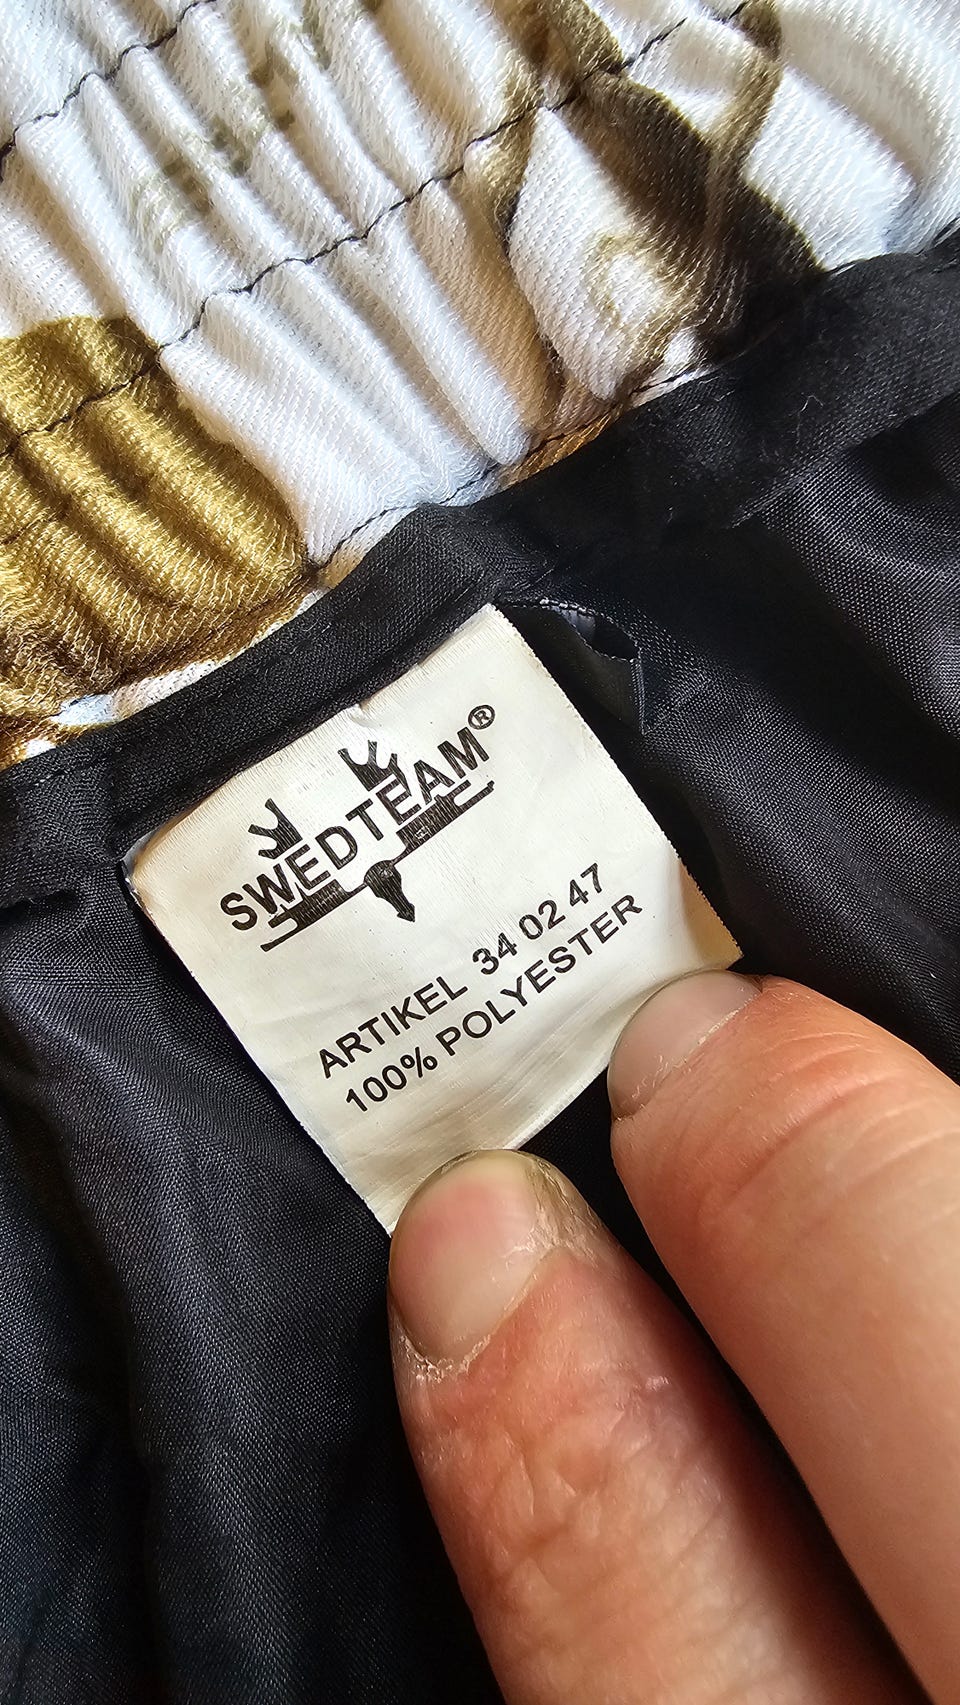 SWEDTEAM®
ARTIKEL 34 02 47
100% POLYESTER